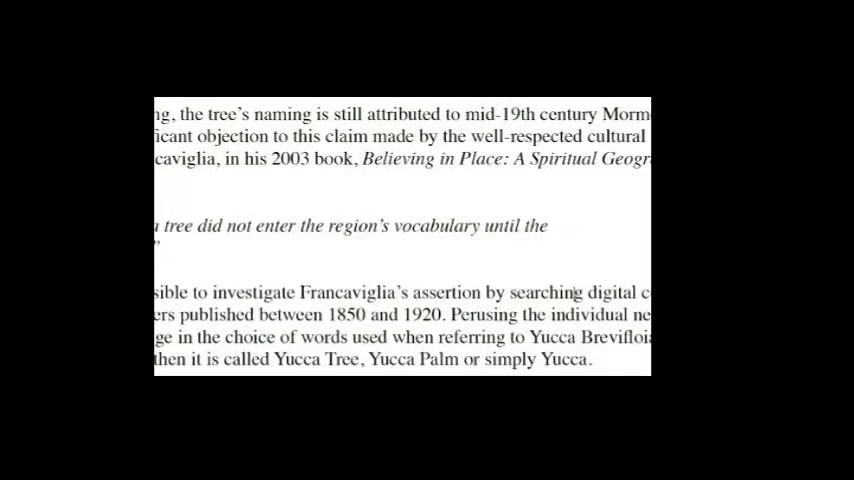 ng, the tree's naming is still attributed to mid-19th century Morm
ficant objection to this claim made by the well-respected cultural
caviglia, in his 2003 book, Believing in Place: A Spiritual Geogr
a tree did not enter the region's vocabulary until the
”
sible to investigate Francaviglia's assertion by searching digital c
ers published between 1850 and 1920. Perusing the individual ne
ge in the choice of words used when referring to Yucca Brevifloia
then it is called Yucca Tree, Yucca Palm or simply Yucca.